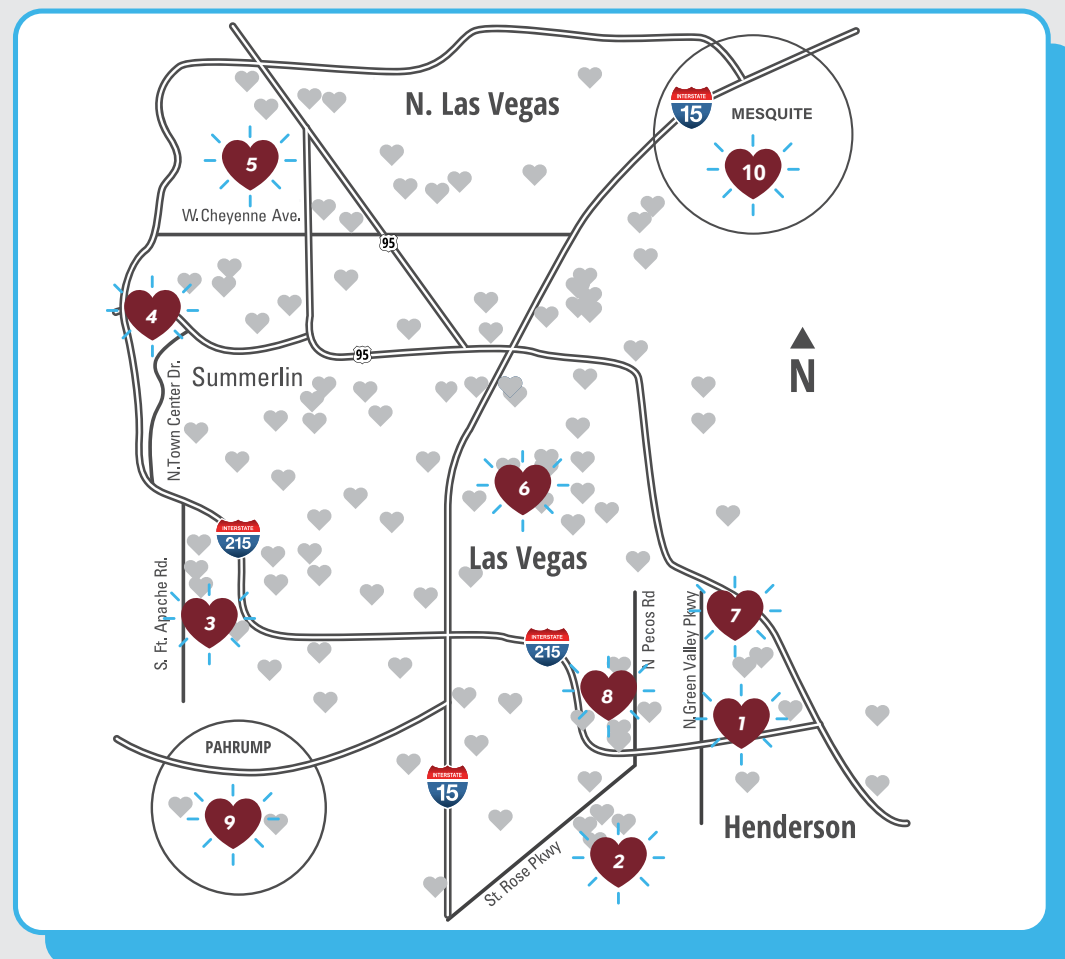 N. Las Vegas
INTERSTATE
15
MESQUITE
5
10
W. Cheyenne Ave.
95
4
95
N
Summerlin
N.Town Center Dr.
6
INTERSTATE
215
Las Vegas
S. Ft. Apache Rd.
3
N Pecos Rd
N Green Valley Pkwy
7
INTERSTATE
215
8
1
PAHRUMP
INTERSTATE
15
9
Henderson
St. Rose Pkwy
2